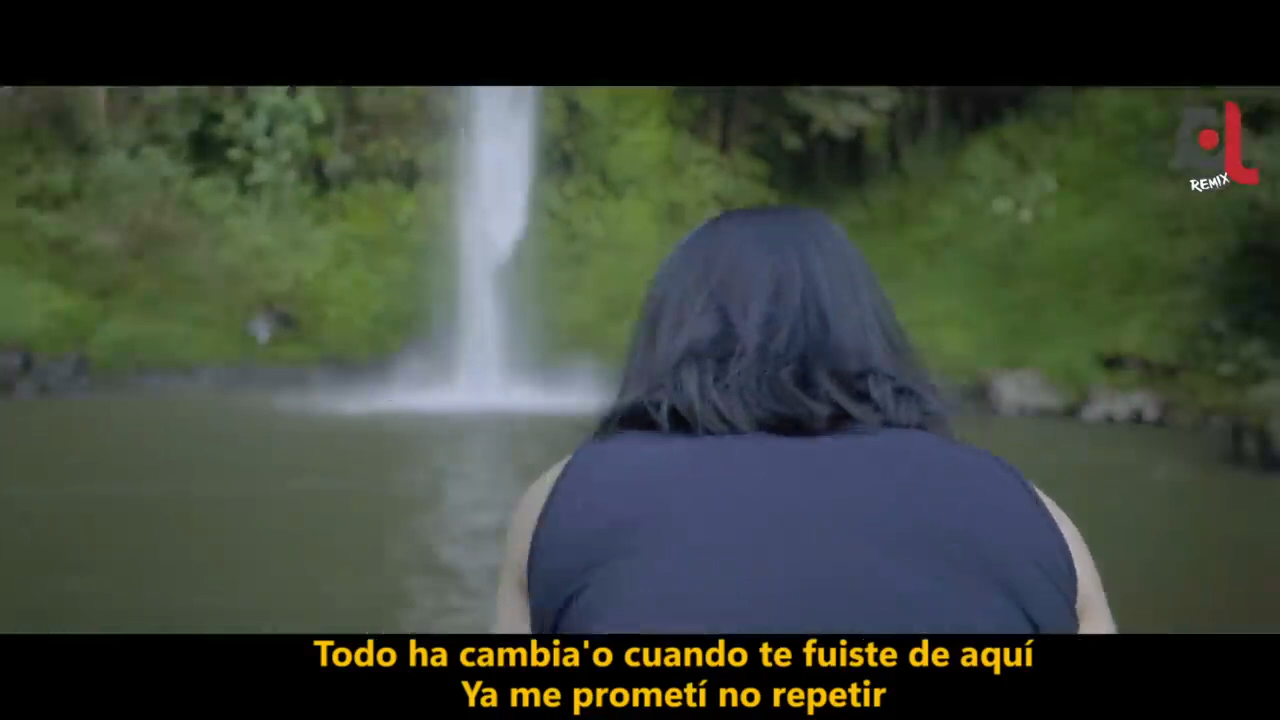 REMIX
Todo ha cambia'o cuando te fuiste de aquí
Ya me prometí no repetir